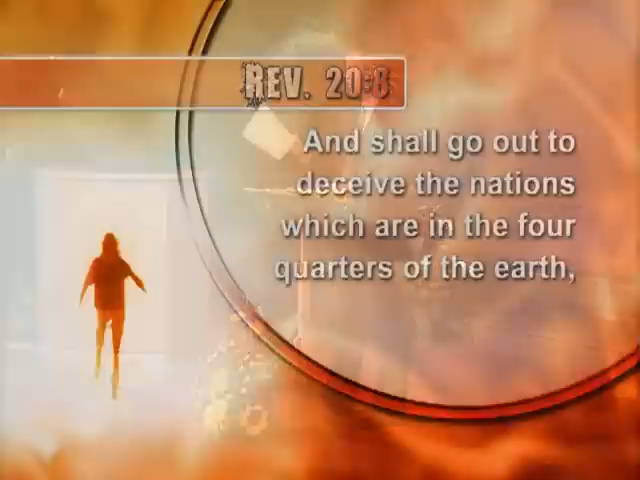 REV. 20:8
And shall go out to
deceive the nations
which are in the four
quarters of the earth,